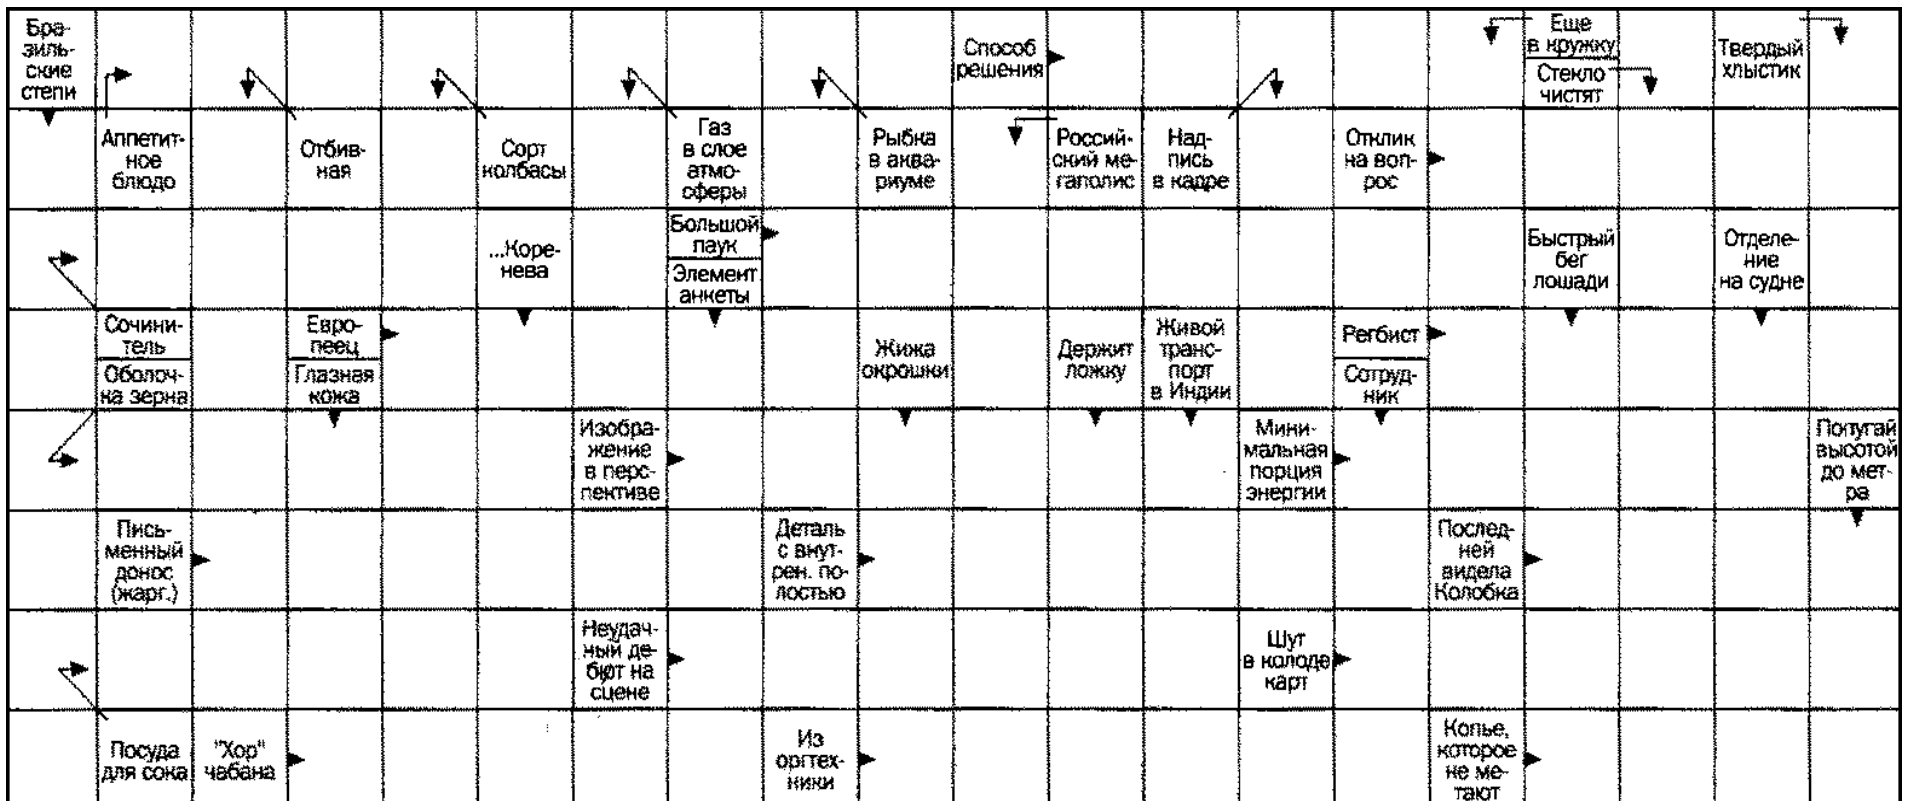 Бра-
зиль-
ские
степи
Способ
решения
Еще
в кружку
Стекло
чистят
Твердый
хлыстик
Аппетит-
ное
блюдо
Отбив-
ная
Сорт
колбасы
Газ
в слое
атмо-
сферы
Рыбка
в аква-
риуме
Россий-
ский ме-
гаполис
Над-
пись
в кадре
Отклик
на воп-
рос
...Коре-
нева
Большой
паук
Элемент
анкеты
Быстрый
бег
лошади
Отделе-
ние
на судне
Сочини-
тель
Оболоч-
ка зерна
Евро-
пеец
Глазная
кожа
Жижа
окрошки
Держит
ложку
Живой
транс-
порт
в Индии
Регбист
Сотруд-
ник
Изобра-
жение
в перс-
пективе
Мини-
мальная
порция
энергии
Попугай
высотой
до мет-
ра
Пись-
менный
донос
(жарг.)
Деталь
с внут-
рен. по-
лостью
Послед-
ней
видела
Колобка
Неудач-
ный де-
бют на
сцене
Шут
в колоде
карт
Посуда
для сока
"Хор"
чабана
Из
оргтех-
ники
Копье,
которое
не ме-
тают